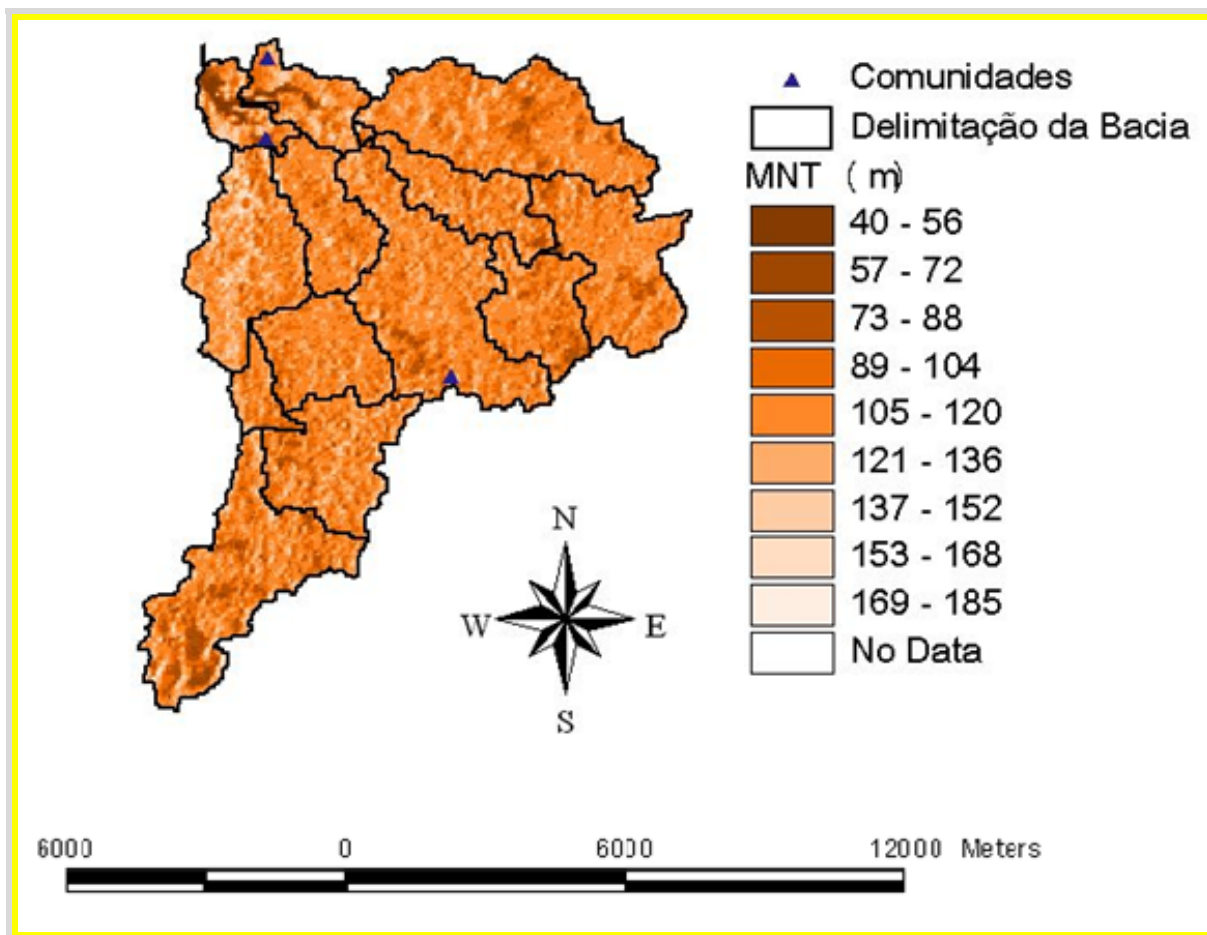 Comunidades
Delimitação da Bacia
MNT ( m)
40 - 56
57 - 72
73 - 88
89 - 104
105 - 120
121 - 136
137 - 152
153 - 168
169 - 185
No Data
N
W E
S
6000 0 6000 12000 Meters